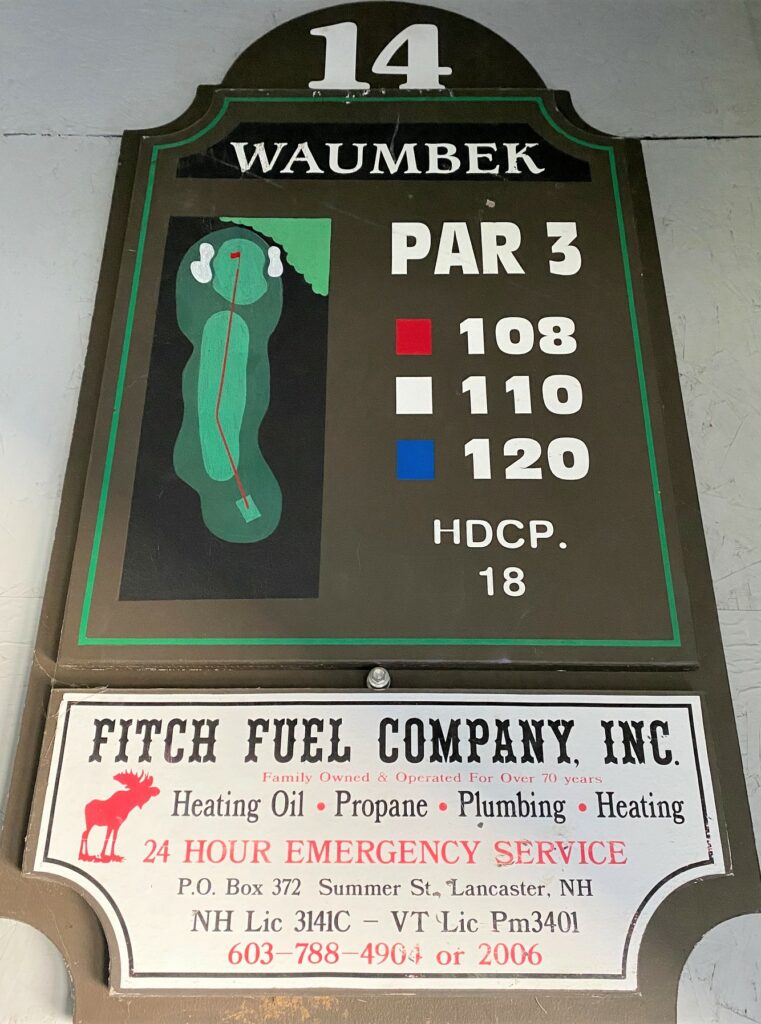 14
WAUMBEK
PAR 3
108
110
120
HDCP.
18
FITCH FUEL COMPANY, INC.
Family Owned & Operated For Over 70 years
Heating Oil • Propane • Plumbing • Heating
24 HOUR EMERGENCY SERVICE
P.O. Box 372 Summer St., Lancaster, NH
NH Lic 3141C – VT Lic Pm3401
603-788-4904 or 2006